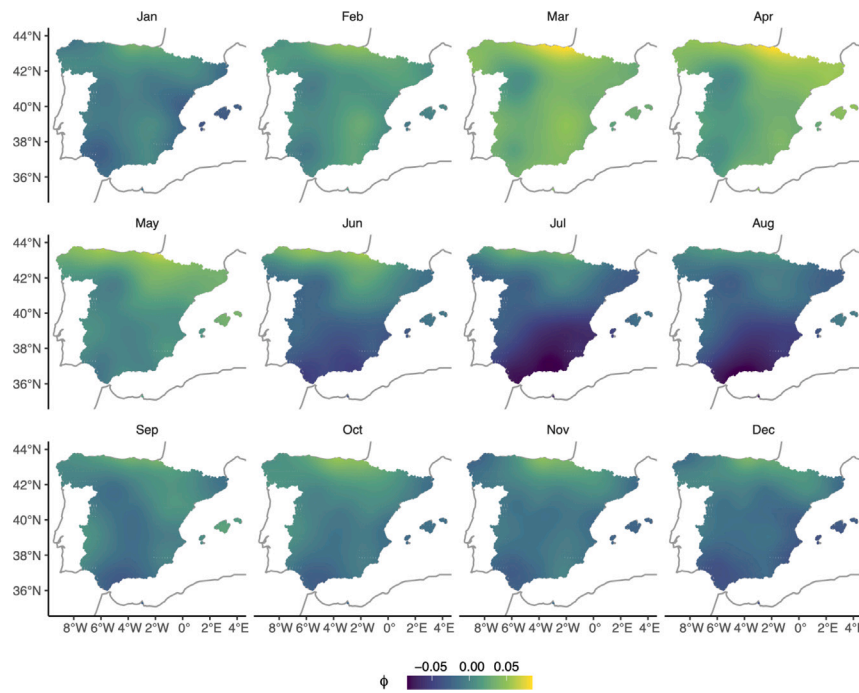 Jan Feb Mar Apr
44°N
42°N
40°N
38°N
36°N
May Jun Jul Aug
44°N
42°N
40°N
38°N
36°N
Sep Oct Nov Dec
44°N
42°N
40°N
38°N
36°N
8°W 6°W 4°W 2°W 0° 2°E 4°E 8°W 6°W 4°W 2°W 0° 2°E 4°E 8°W 6°W 4°W 2°W 0° 2°E 4°E 8°W 6°W 4°W 2°W 0° 2°E 4°E
ϕ −0.05 0.00 0.05